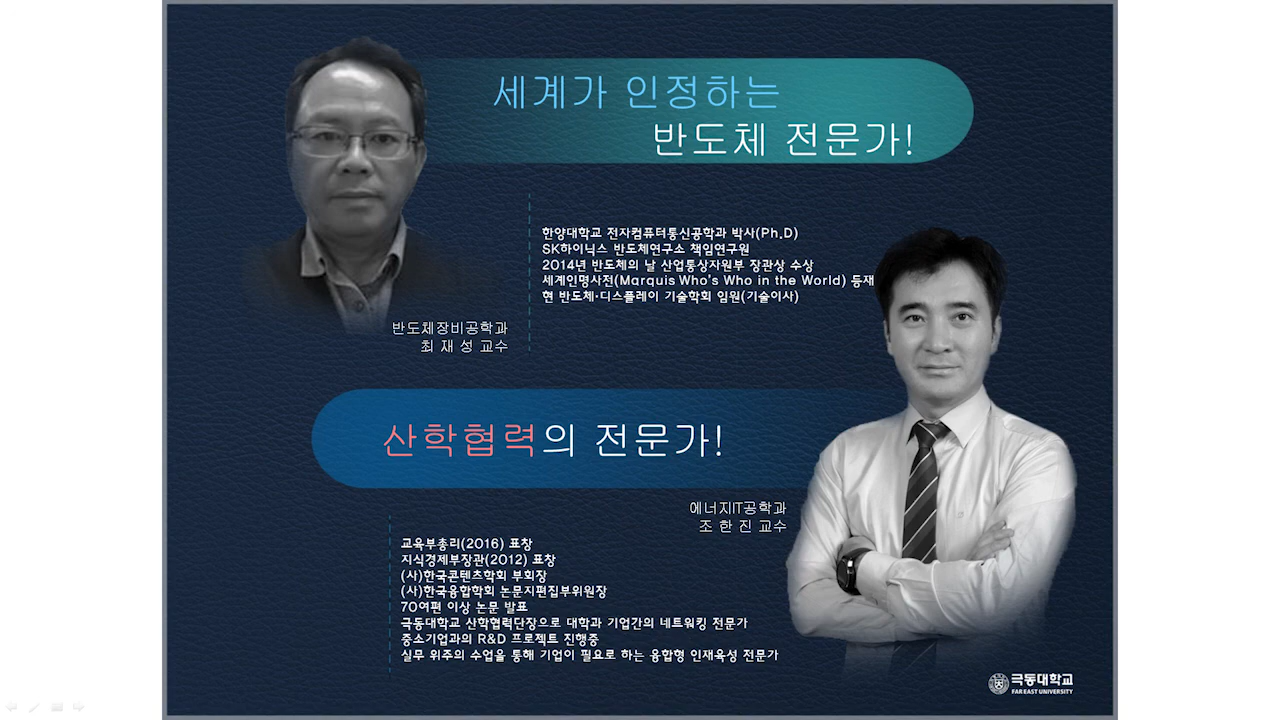 세계가 인정하는
반도체 전문가!
한양대학교 전자컴퓨터통신공학과 박사(Ph.D)
SK하이닉스 반도체연구소 책임연구원
2014년 반도체의 날 산업통상자원부 장관상 수상
세계인명사전(Marquis Who's Who in the World) 등재
현 반도체·디스플레이 기술학회 임원(기술이사)
반도체장비공학과
최 재 성 교수
산학협력의 전문가!
에너지IT공학과
조 한 진 교수
교육부총리(2016) 표창
지식경제부장관(2012) 표창
(사)한국콘텐츠학회 부회장
(사)한국융합학회 논문지편집부위원장
70여편 이상 논문 발표
극동대학교 산학협력단장으로 대학과 기업간의 네트워킹 전문가
중소기업과의 R&D 프로젝트 진행중
실무 위주의 수업을 통해 기업이 필요로 하는 융합형 인재육성 전문가
극동대학교
FAR EAST UNIVERSITY